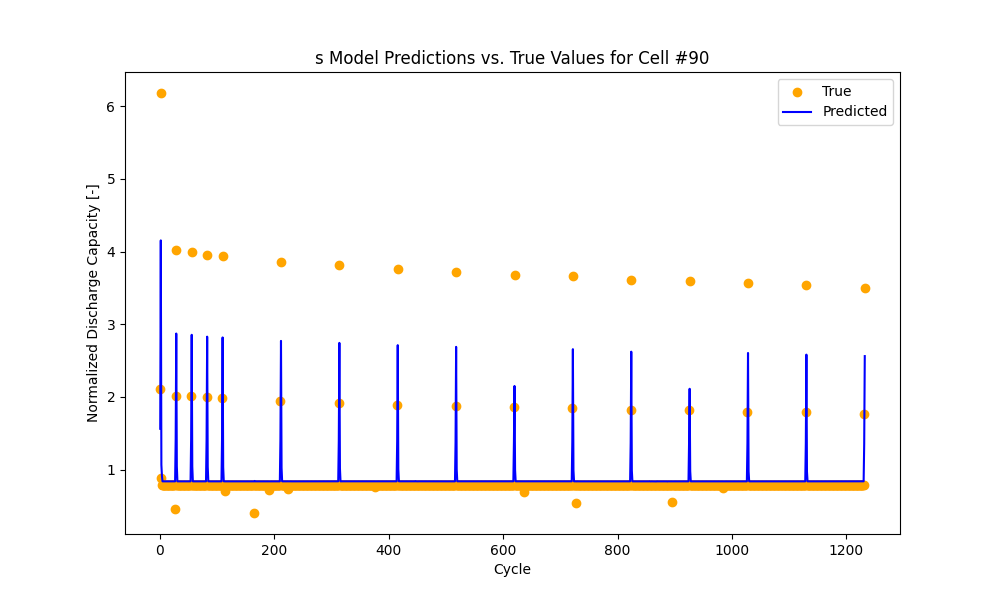 s Model Predictions vs. True Values for Cell #90
True
Predicted
Normalized Discharge Capacity [-]
6
5
4
3
2
1
0 200 400 600 800 1000 1200
Cycle